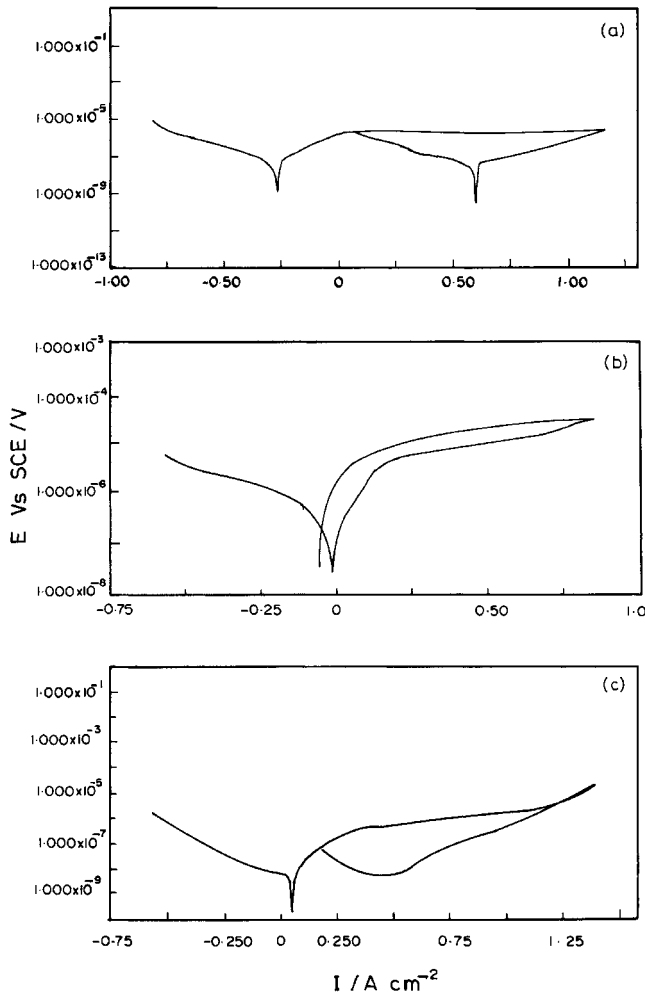 (a)
1·000x10⁻¹
1·000x10⁻⁵
1·000x10⁻⁹
1·000x10⁻¹³
-1·00 -0·50 0 0·50 1·00
(b)
1·000x10⁻³
1·000x10⁻⁴
1·000x10⁻⁶
1·000x10⁻⁸
-0·75 -0·25 0 0·50 1·0
E Vs SCE / V
(c)
1·000x10⁻¹
1·000x10⁻³
1·000x10⁻⁵
1·000x10⁻⁷
1·000x10⁻⁹
-0·75 -0·250 0 0·250 0·75 1·25
I / A cm⁻²